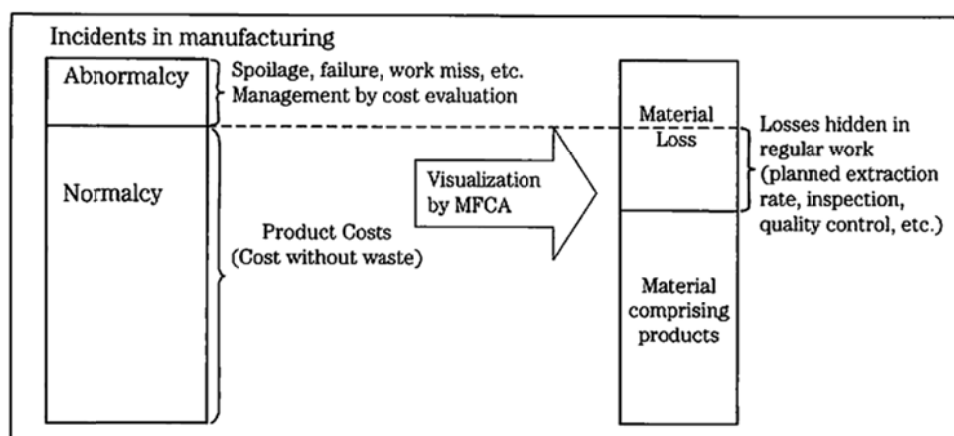 Incidents in manufacturing
Abnormalcy
Spoilage, failure, work miss, etc.
Management by cost evaluation
Normalcy
Product Costs
(Cost without waste)
Visualization
by MFCA
Material
Loss
Losses hidden in
regular work
(planned extraction
rate, inspection,
quality control, etc.)
Material
comprising
products